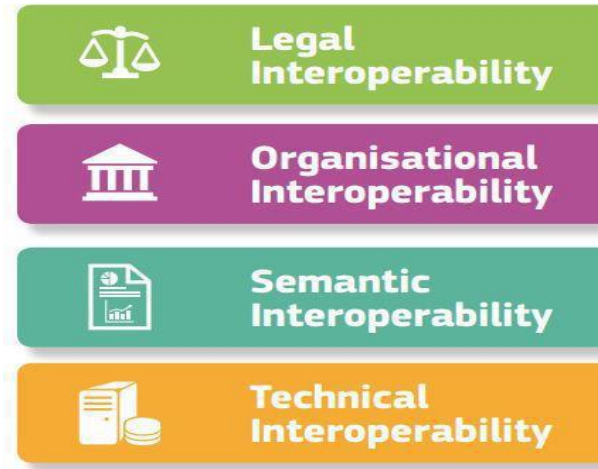 Legal
Interoperability
Organisational
Interoperability
Semantic
Interoperability
Technical
Interoperability